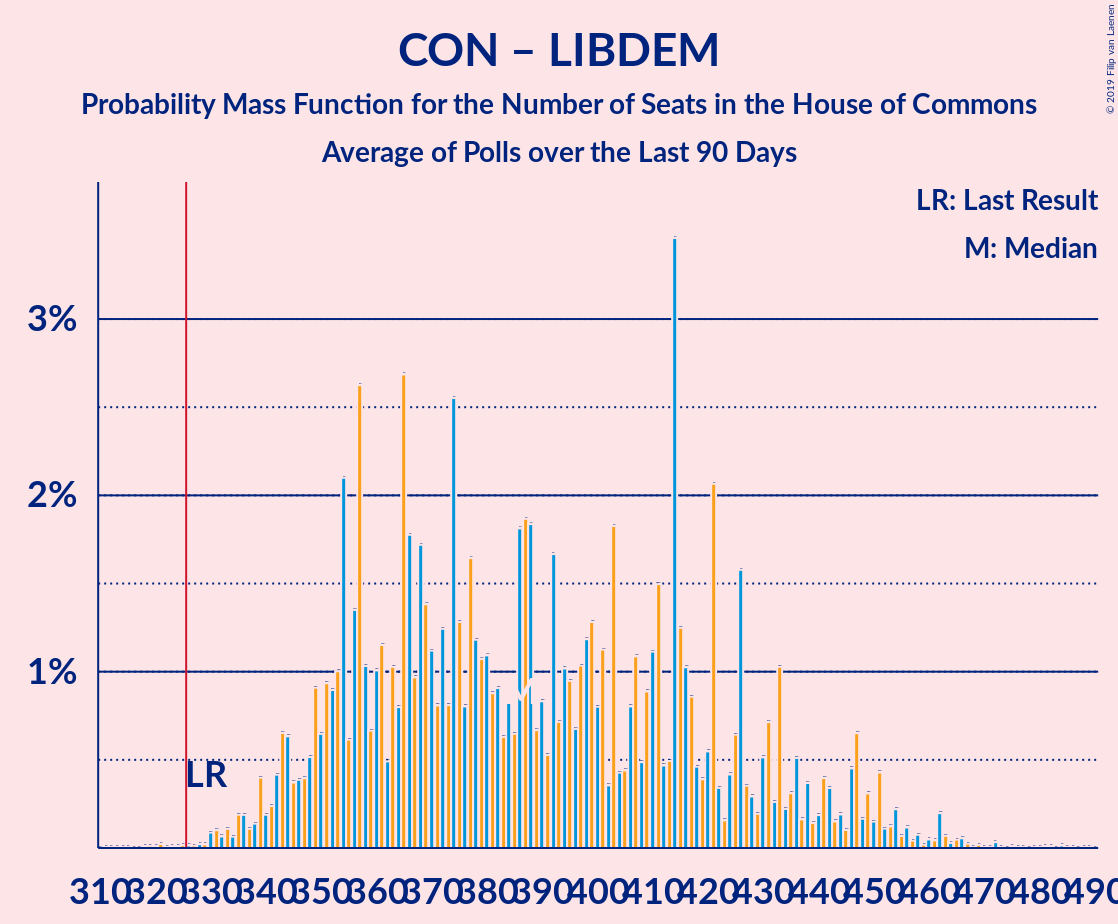 CON – LIBDEM
Probability Mass Function for the Number of Seats in the House of Commons
Average of Polls over the Last 90 Days
© 2019 Filip van Laenen
LR: Last Result
M: Median
3%
2%
1%
LR
M
310 320 330 340 350 360 370 380 390 400 410 420 430 440 450 460 470 480 490